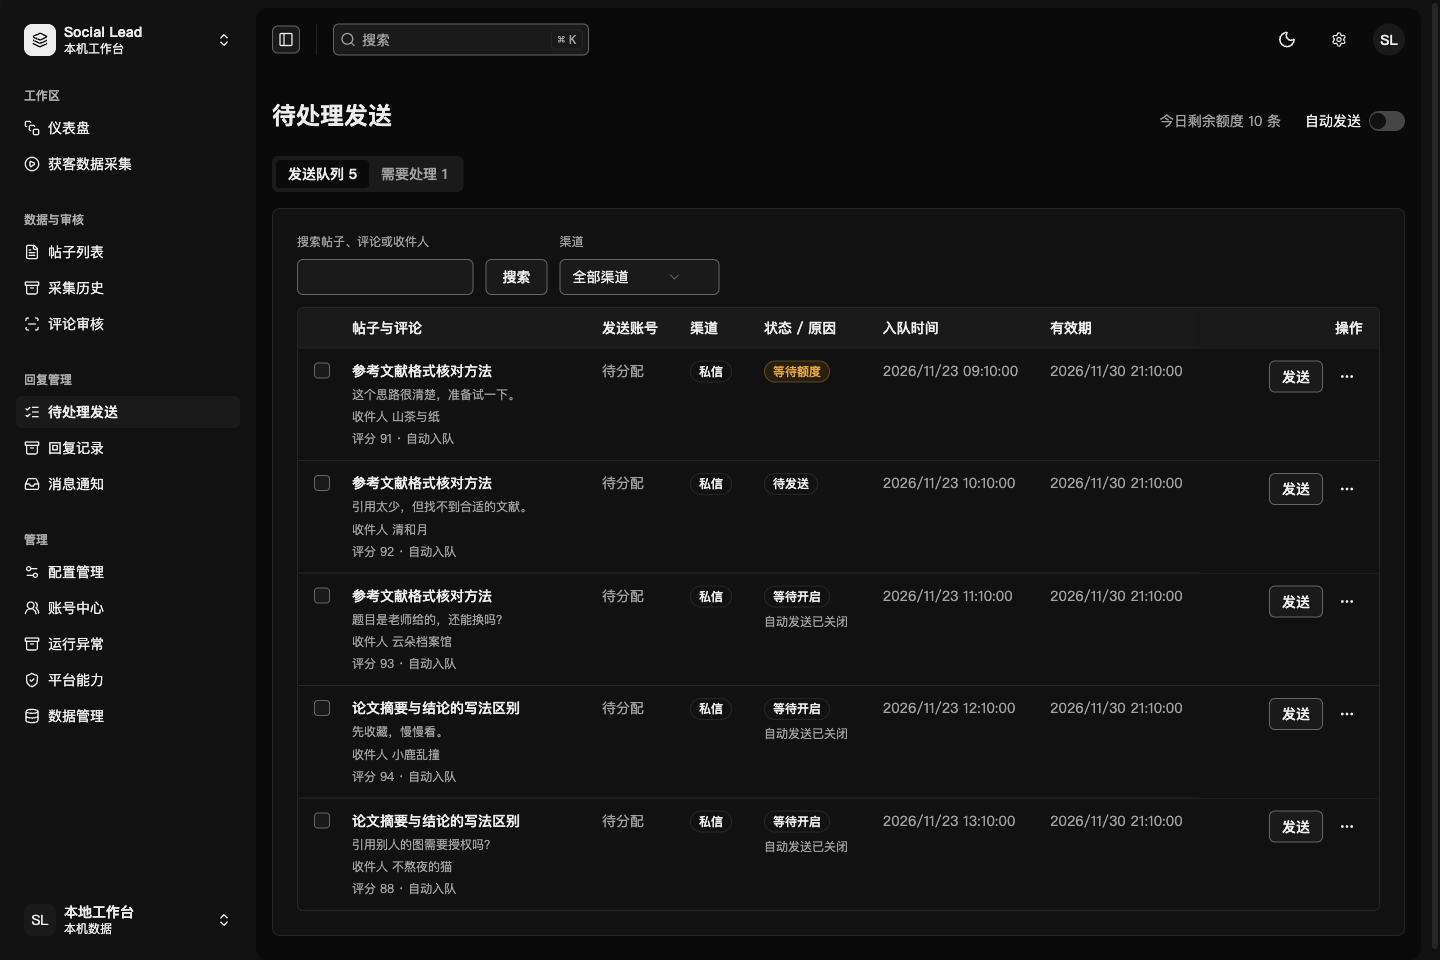 Social Lead
本机工作台
搜索
⌘ K
SL
工作区
仪表盘
获客数据采集
数据与审核
帖子列表
采集历史
评论审核
回复管理
待处理发送
回复记录
消息通知
管理
配置管理
账号中心
运行异常
平台能力
数据管理
SL
本地工作台
本机数据
待处理发送
今日剩余额度 10 条
自动发送
发送队列 5
需要处理 1
搜索帖子、评论或收件人
渠道
搜索
全部渠道
帖子与评论 发送账号 渠道 状态 / 原因 入队时间 有效期 操作
参考文献格式核对方法 待分配 私信 等待额度 2026/11/23 09:10:00 2026/11/30 21:10:00 发送 ···
这个思路很清楚，准备试一下。
收件人 山茶与纸
评分 91 · 自动入队
参考文献格式核对方法 待分配 私信 待发送 2026/11/23 10:10:00 2026/11/30 21:10:00 发送 ···
引用太少，但找不到合适的文献。
收件人 清和月
评分 92 · 自动入队
参考文献格式核对方法 待分配 私信 等待开启 2026/11/23 11:10:00 2026/11/30 21:10:00 发送 ···
题目是老师给的，还能换吗？ 自动发送已关闭
收件人 云朵档案馆
评分 93 · 自动入队
论文摘要与结论的写法区别 待分配 私信 等待开启 2026/11/23 12:10:00 2026/11/30 21:10:00 发送 ···
先收藏，慢慢看。 自动发送已关闭
收件人 小鹿乱撞
评分 94 · 自动入队
论文摘要与结论的写法区别 待分配 私信 等待开启 2026/11/23 13:10:00 2026/11/30 21:10:00 发送 ···
引用别人的图需要授权吗？ 自动发送已关闭
收件人 不熬夜的猫
评分 88 · 自动入队